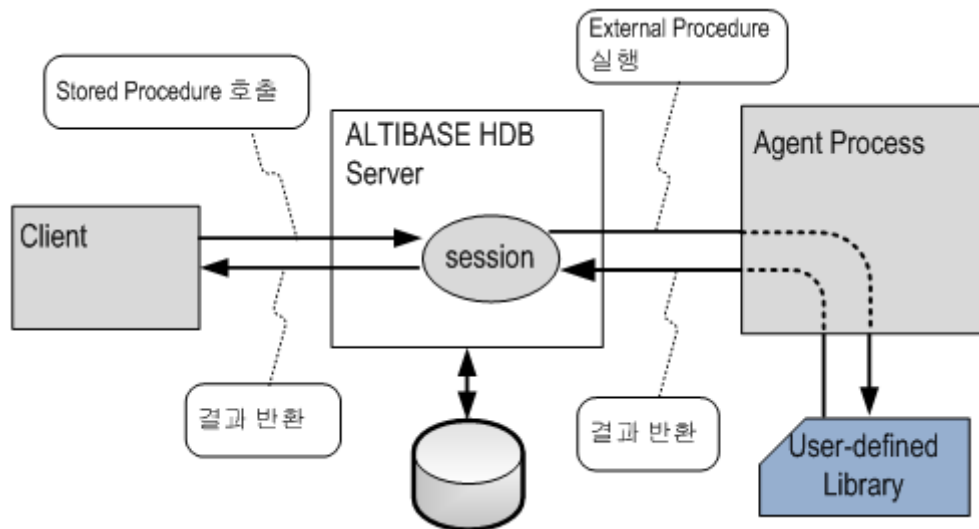 External Procedure
실행
Stored Procedure 호출
ALTIBASE HDB
Server
Agent Process
Client
session
결과 반환
결과 반환
User-defined
Library